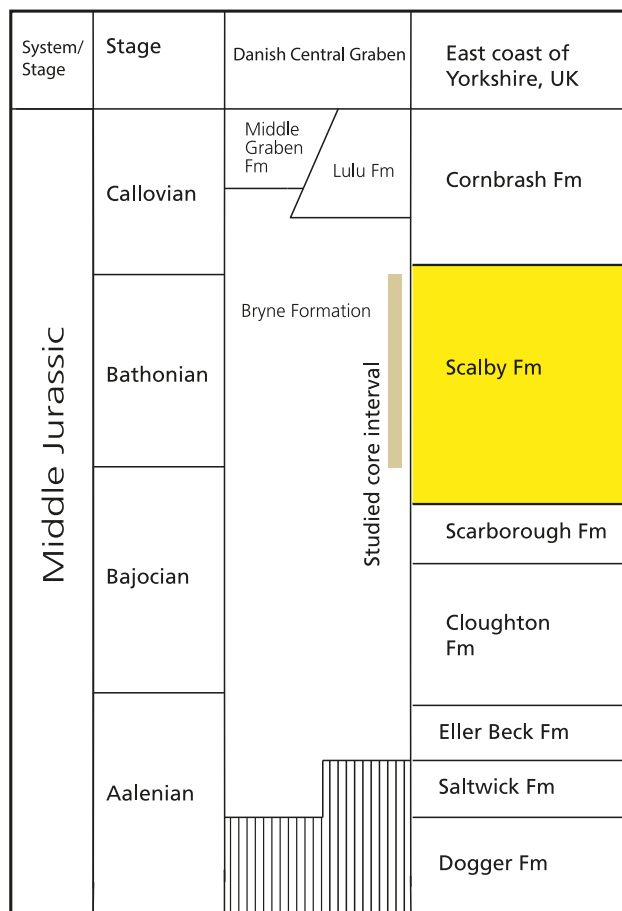 System/
Stage
Stage
Danish Central Graben
East coast of
Yorkshire, UK
Middle Jurassic
Callovian
Bathonian
Bajocian
Aalenian
Middle
Graben
Fm
Lulu Fm
Bryne Formation
Studied core interval
Cornbrash Fm
Scalby Fm
Scarborough Fm
Cloughton
Fm
Eller Beck Fm
Saltwick Fm
Dogger Fm